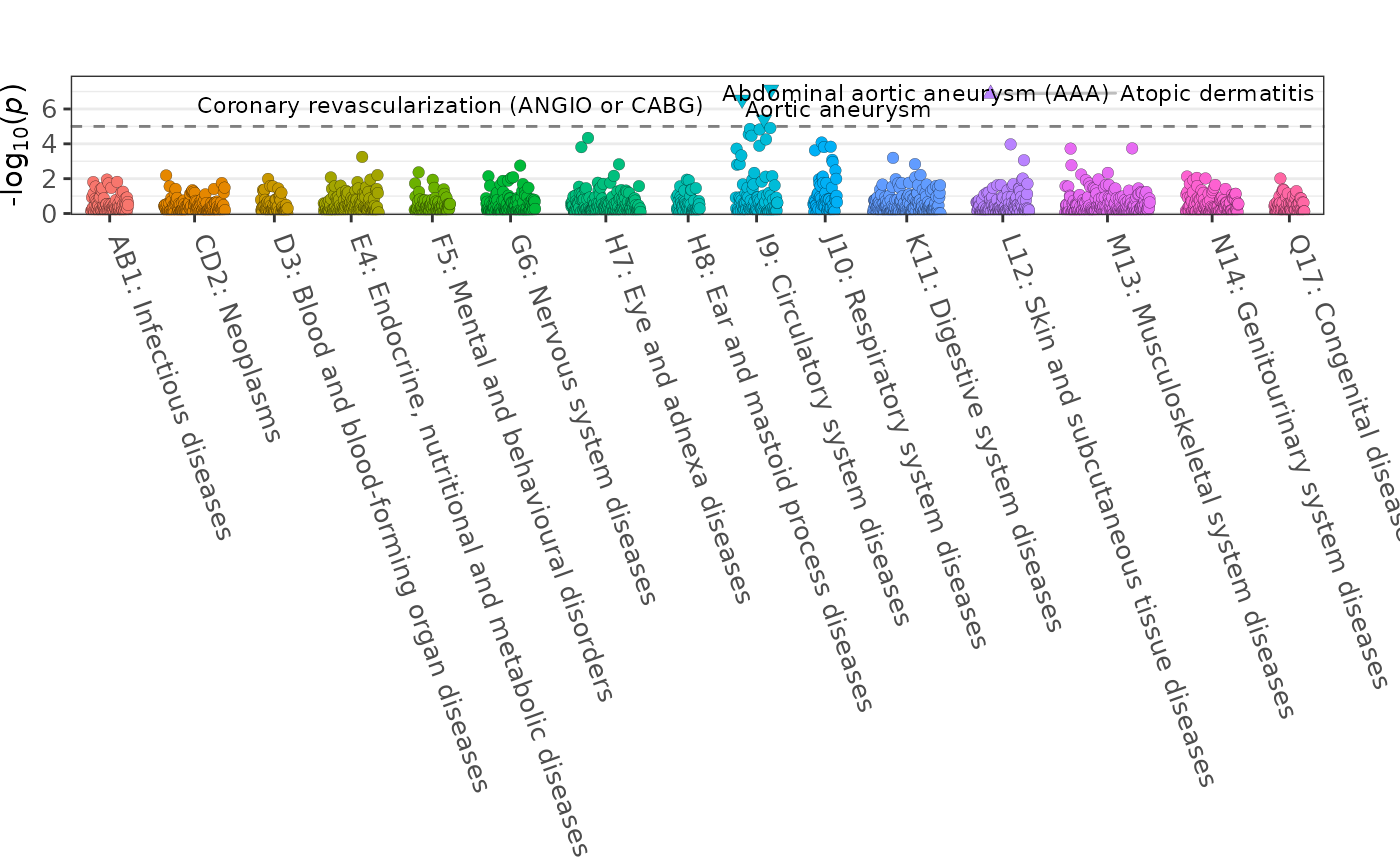 Abdominal aortic aneurysm (AAA)
Atopic dermatitis
Coronary revascularization (ANGIO or CABG)
Aortic aneurysm
-log10(p)
6
4
2
0
AB1: Infectious diseases
CD2: Neoplasms
D3: Blood and blood-forming organ diseases
E4: Endocrine, nutritional and metabolic diseases
F5: Mental and behavioural disorders
G6: Nervous system diseases
H7: Eye and adnexa diseases
H8: Ear and mastoid process diseases
I9: Circulatory system diseases
J10: Respiratory system diseases
K11: Digestive system diseases
L12: Skin and subcutaneous tissue diseases
M13: Musculoskeletal system diseases
N14: Genitourinary system diseases
Q17: Congenital disease